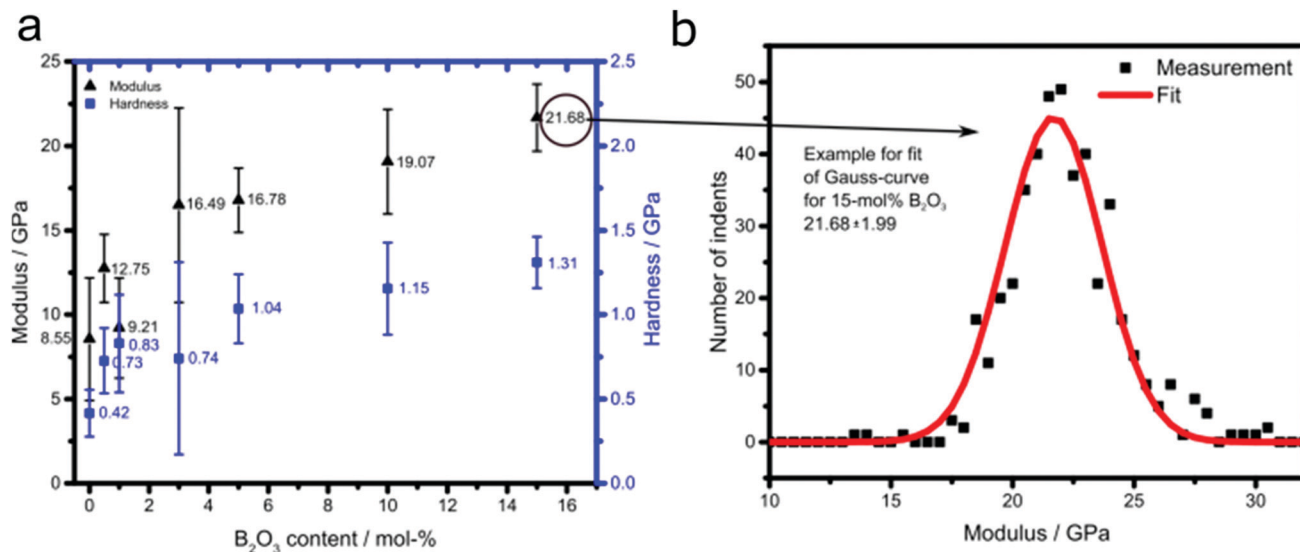 a
25
20
15
10
5
0
Modulus / GPa
Modulus
Hardness
8.55
12.75
9.21
16.49
16.78
19.07
21.68
0.42
0.73
0.83
0.74
1.04
1.15
1.31
2.5
2.0
1.5
1.0
0.5
0.0
Hardness / GPa
0 2 4 6 8 10 12 14 16
B₂O₃ content / mol-%
b
50
40
30
20
10
0
Number of indents
Measurement
Fit
Example for fit
of Gauss-curve
for 15-mol% B₂O₃
21.68±1.99
10 15 20 25 30
Modulus / GPa